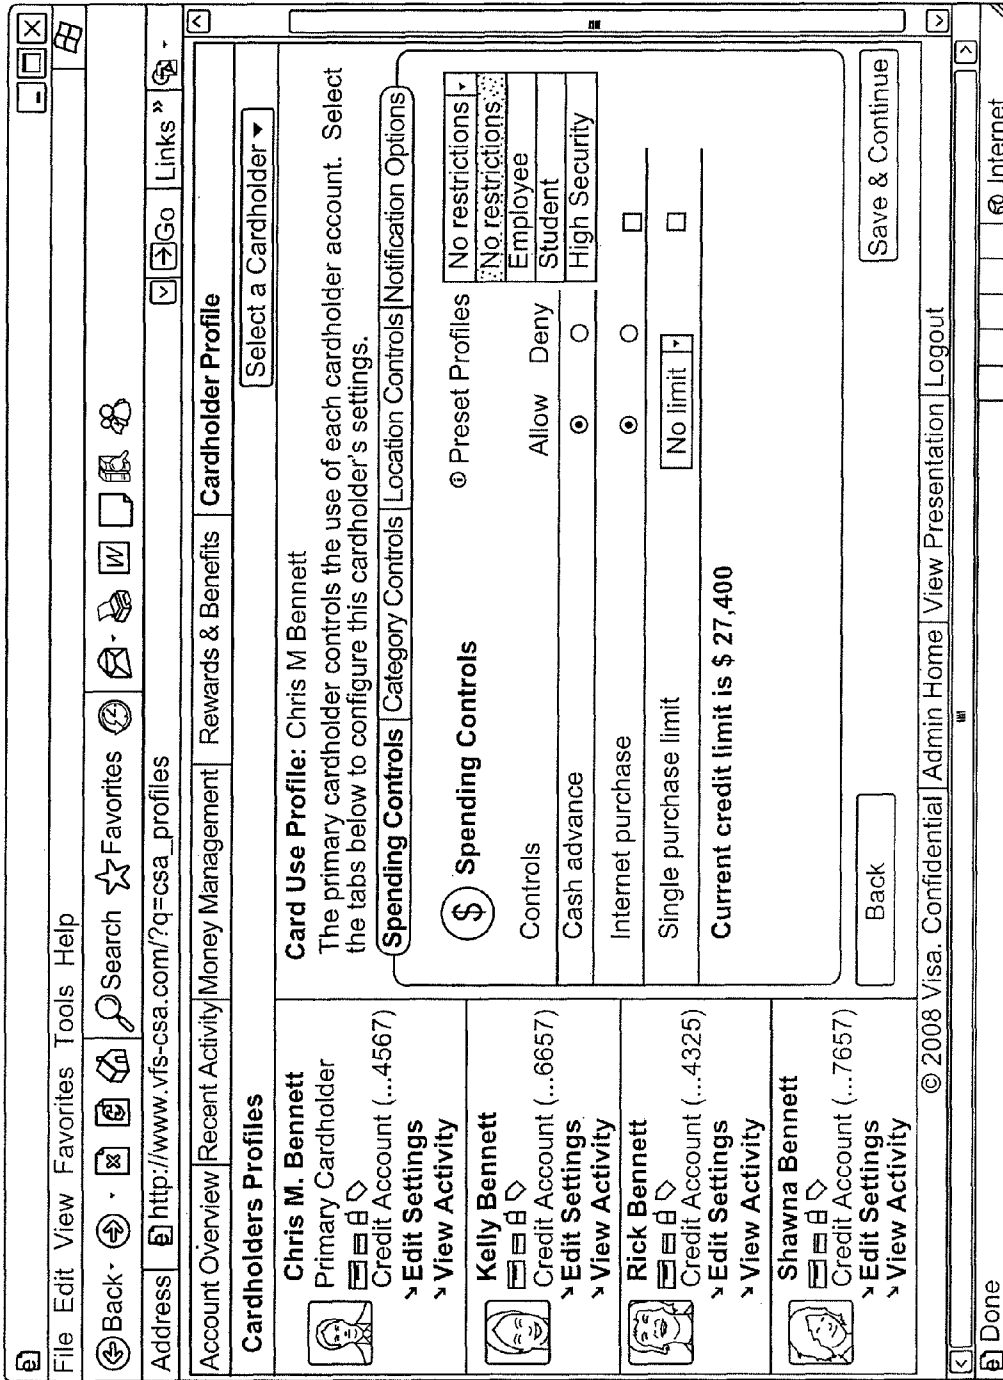 File Edit View Favorites Tools Help
Back Search Favorites W
Address http://www.vfs-csa.com/?q=csa_profiles Go Links »
Account Overview Recent Activity Money Management Rewards & Benefits Cardholder Profile
Cardholders Profiles
Select a Cardholder
Chris M. Bennett
Primary Cardholder
Credit Account (...4567)
Edit Settings
View Activity
Kelly Bennett
Credit Account (...6657)
Edit Settings
View Activity
Rick Bennett
Credit Account (...4325)
Edit Settings
View Activity
Shawna Bennett
Credit Account (...7657)
Edit Settings
View Activity
Card Use Profile: Chris M Bennett
The primary cardholder controls the use of each cardholder account. Select
the tabs below to configure this cardholder's settings.
Spending Controls Category Controls Location Controls Notification Options
$ Spending Controls
Preset Profiles
No restrictions
No restrictions
Employee
Student
High Security
Controls Allow Deny
Cash advance
Internet purchase
Single purchase limit No limit
Current credit limit is $ 27,400
Back Save & Continue
© 2008 Visa. Confidential Admin Home View Presentation Logout
Done Internet